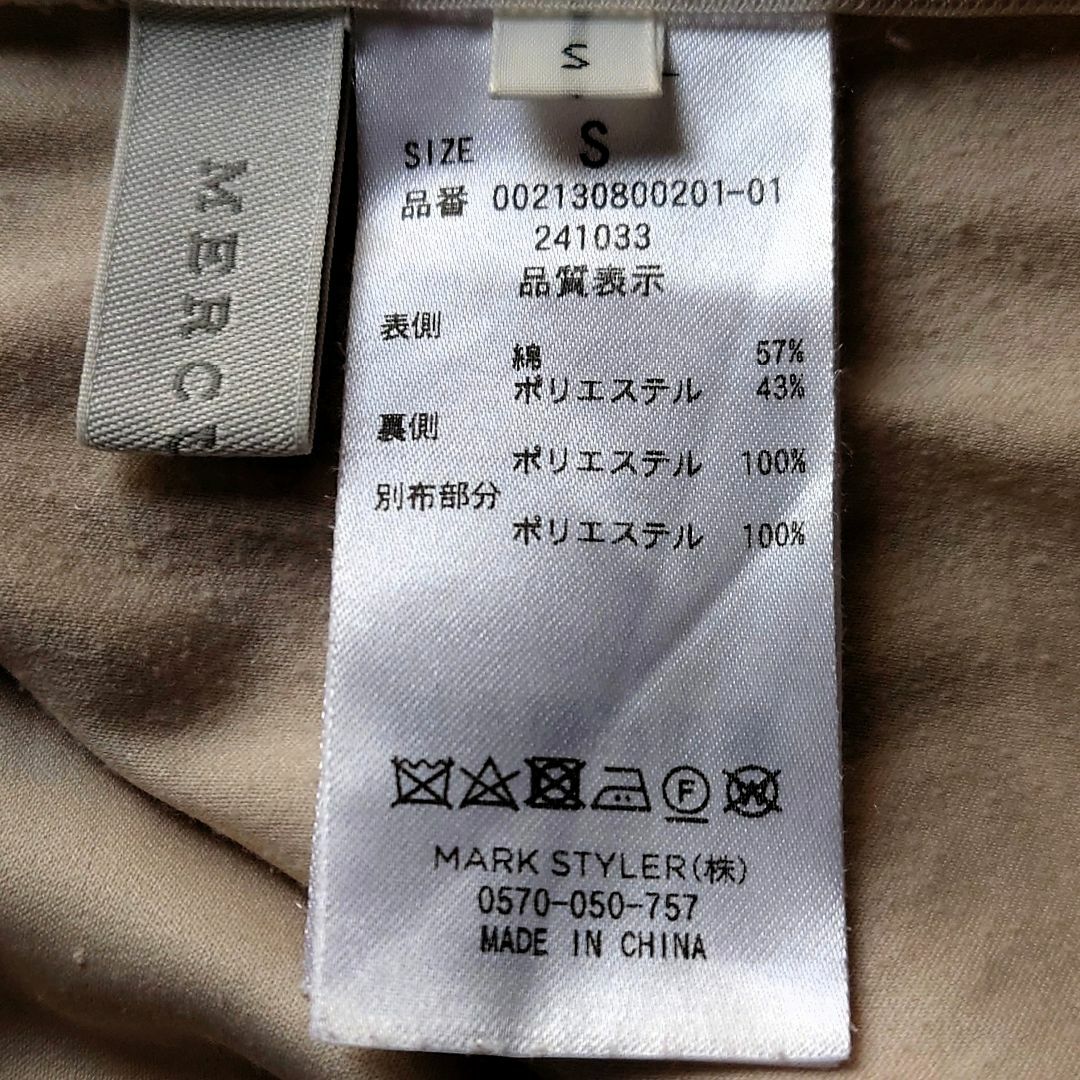 MERCU
S
SIZE S
品番 002130800201-01
241033
品質表示
表側
綿 57%
ポリエステル 43%
裏側
ポリエステル 100%
別布部分
ポリエステル 100%
F W
MARK STYLER(株)
0570-050-757
MADE IN CHINA